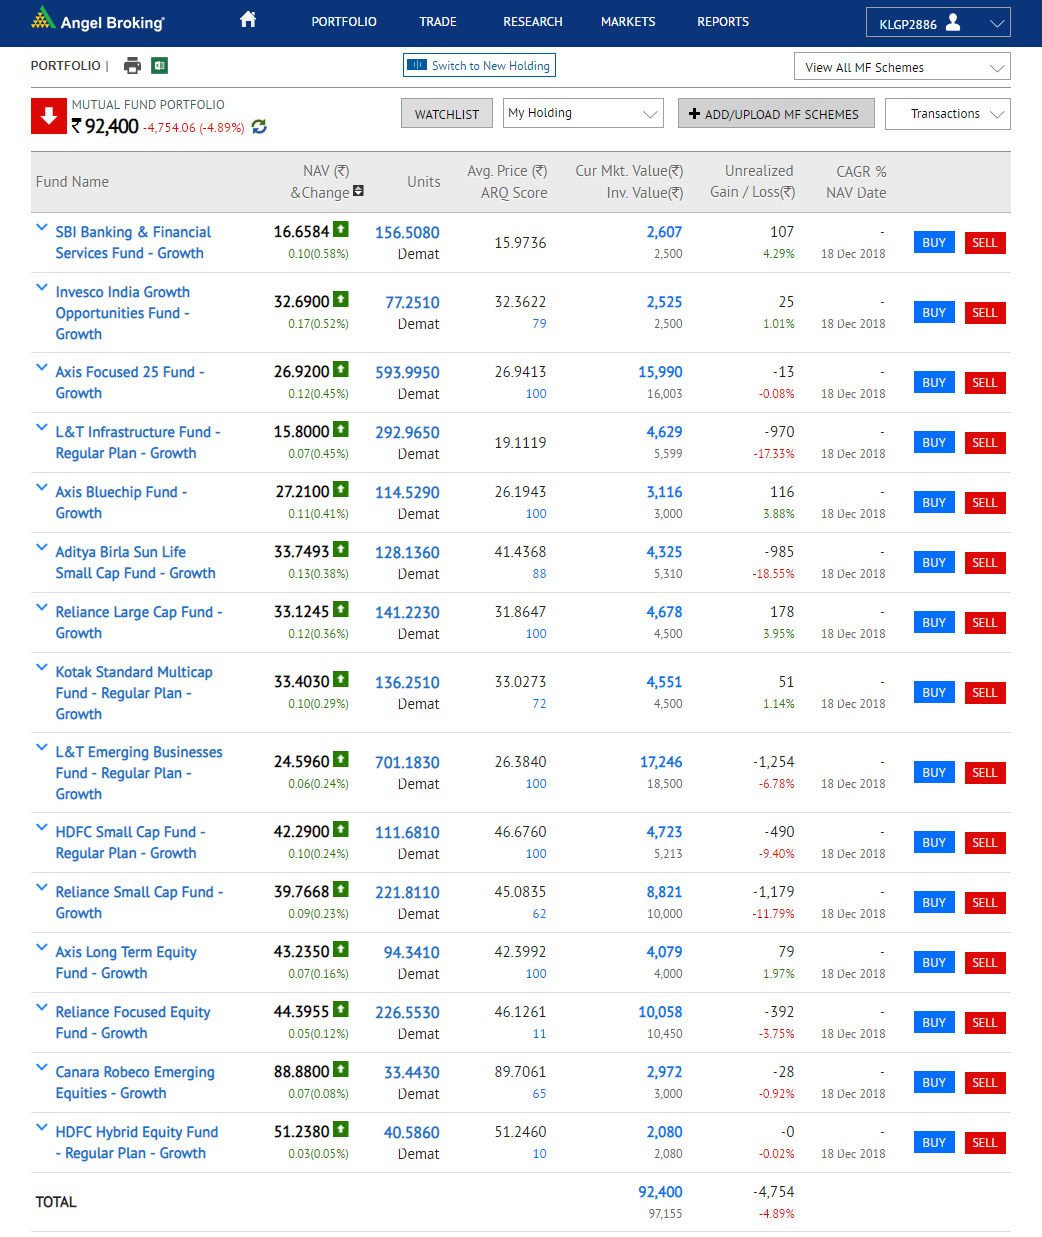 Angel Broking
PORTFOLIO TRADE RESEARCH MARKETS REPORTS
KLGP2886
PORTFOLIO |
Switch to New Holding
View All MF Schemes
MUTUAL FUND PORTFOLIO
₹ 92,400 -4,754.06 (-4.89%)
WATCHLIST
My Holding
ADD/UPLOAD MF SCHEMES
Transactions
Fund Name NAV (₹) &Change Units Avg. Price (₹) ARQ Score Cur Mkt. Value(₹) Inv. Value(₹) Unrealized Gain / Loss(₹) CAGR % NAV Date
SBI Banking & Financial 16.6584 156.5080 15.9736 2,607 107 - BUY SELL
Services Fund - Growth 0.10(0.58%) Demat 2,500 4.29% 18 Dec 2018
Invesco India Growth 32.6900 77.2510 32.3622 2,525 25 - BUY SELL
Opportunities Fund - 0.17(0.52%) Demat 79 2,500 1.01% 18 Dec 2018
Growth
Axis Focused 25 Fund - 26.9200 593.9950 26.9413 15,990 -13 - BUY SELL
Growth 0.12(0.45%) Demat 100 16,003 -0.08% 18 Dec 2018
L&T Infrastructure Fund - 15.8000 292.9650 19.1119 4,629 -970 - BUY SELL
Regular Plan - Growth 0.07(0.45%) Demat 5,599 -17.33% 18 Dec 2018
Axis Bluechip Fund - 27.2100 114.5290 26.1943 3,116 116 - BUY SELL
Growth 0.11(0.41%) Demat 100 3,000 3.88% 18 Dec 2018
Aditya Birla Sun Life 33.7493 128.1360 41.4368 4,325 -985 - BUY SELL
Small Cap Fund - Growth 0.13(0.38%) Demat 88 5,310 -18.55% 18 Dec 2018
Reliance Large Cap Fund - 33.1245 141.2230 31.8647 4,678 178 - BUY SELL
Growth 0.12(0.36%) Demat 100 4,500 3.95% 18 Dec 2018
Kotak Standard Multicap 33.4030 136.2510 33.0273 4,551 51 - BUY SELL
Fund - Regular Plan - 0.10(0.29%) Demat 72 4,500 1.14% 18 Dec 2018
Growth
L&T Emerging Businesses 24.5960 701.1830 26.3840 17,246 -1,254 - BUY SELL
Fund - Regular Plan - 0.06(0.24%) Demat 100 18,500 -6.78% 18 Dec 2018
Growth
HDFC Small Cap Fund - 42.2900 111.6810 46.6760 4,723 -490 - BUY SELL
Regular Plan - Growth 0.10(0.24%) Demat 100 5,213 -9.40% 18 Dec 2018
Reliance Small Cap Fund - 39.7668 221.8110 45.0835 8,821 -1,179 - BUY SELL
Growth 0.09(0.23%) Demat 62 10,000 -11.79% 18 Dec 2018
Axis Long Term Equity 43.2350 94.3410 42.3992 4,079 79 - BUY SELL
Fund - Growth 0.07(0.16%) Demat 100 4,000 1.97% 18 Dec 2018
Reliance Focused Equity 44.3955 226.5530 46.1261 10,058 -392 - BUY SELL
Fund - Growth 0.05(0.12%) Demat 11 10,450 -3.75% 18 Dec 2018
Canara Robeco Emerging 88.8800 33.4430 89.7061 2,972 -28 - BUY SELL
Equities - Growth 0.07(0.08%) Demat 65 3,000 -0.92% 18 Dec 2018
HDFC Hybrid Equity Fund 51.2380 40.5860 51.2460 2,080 -0 - BUY SELL
- Regular Plan - Growth 0.03(0.05%) Demat 10 2,080 -0.02% 18 Dec 2018
TOTAL 92,400 -4,754
97,155 -4.89%